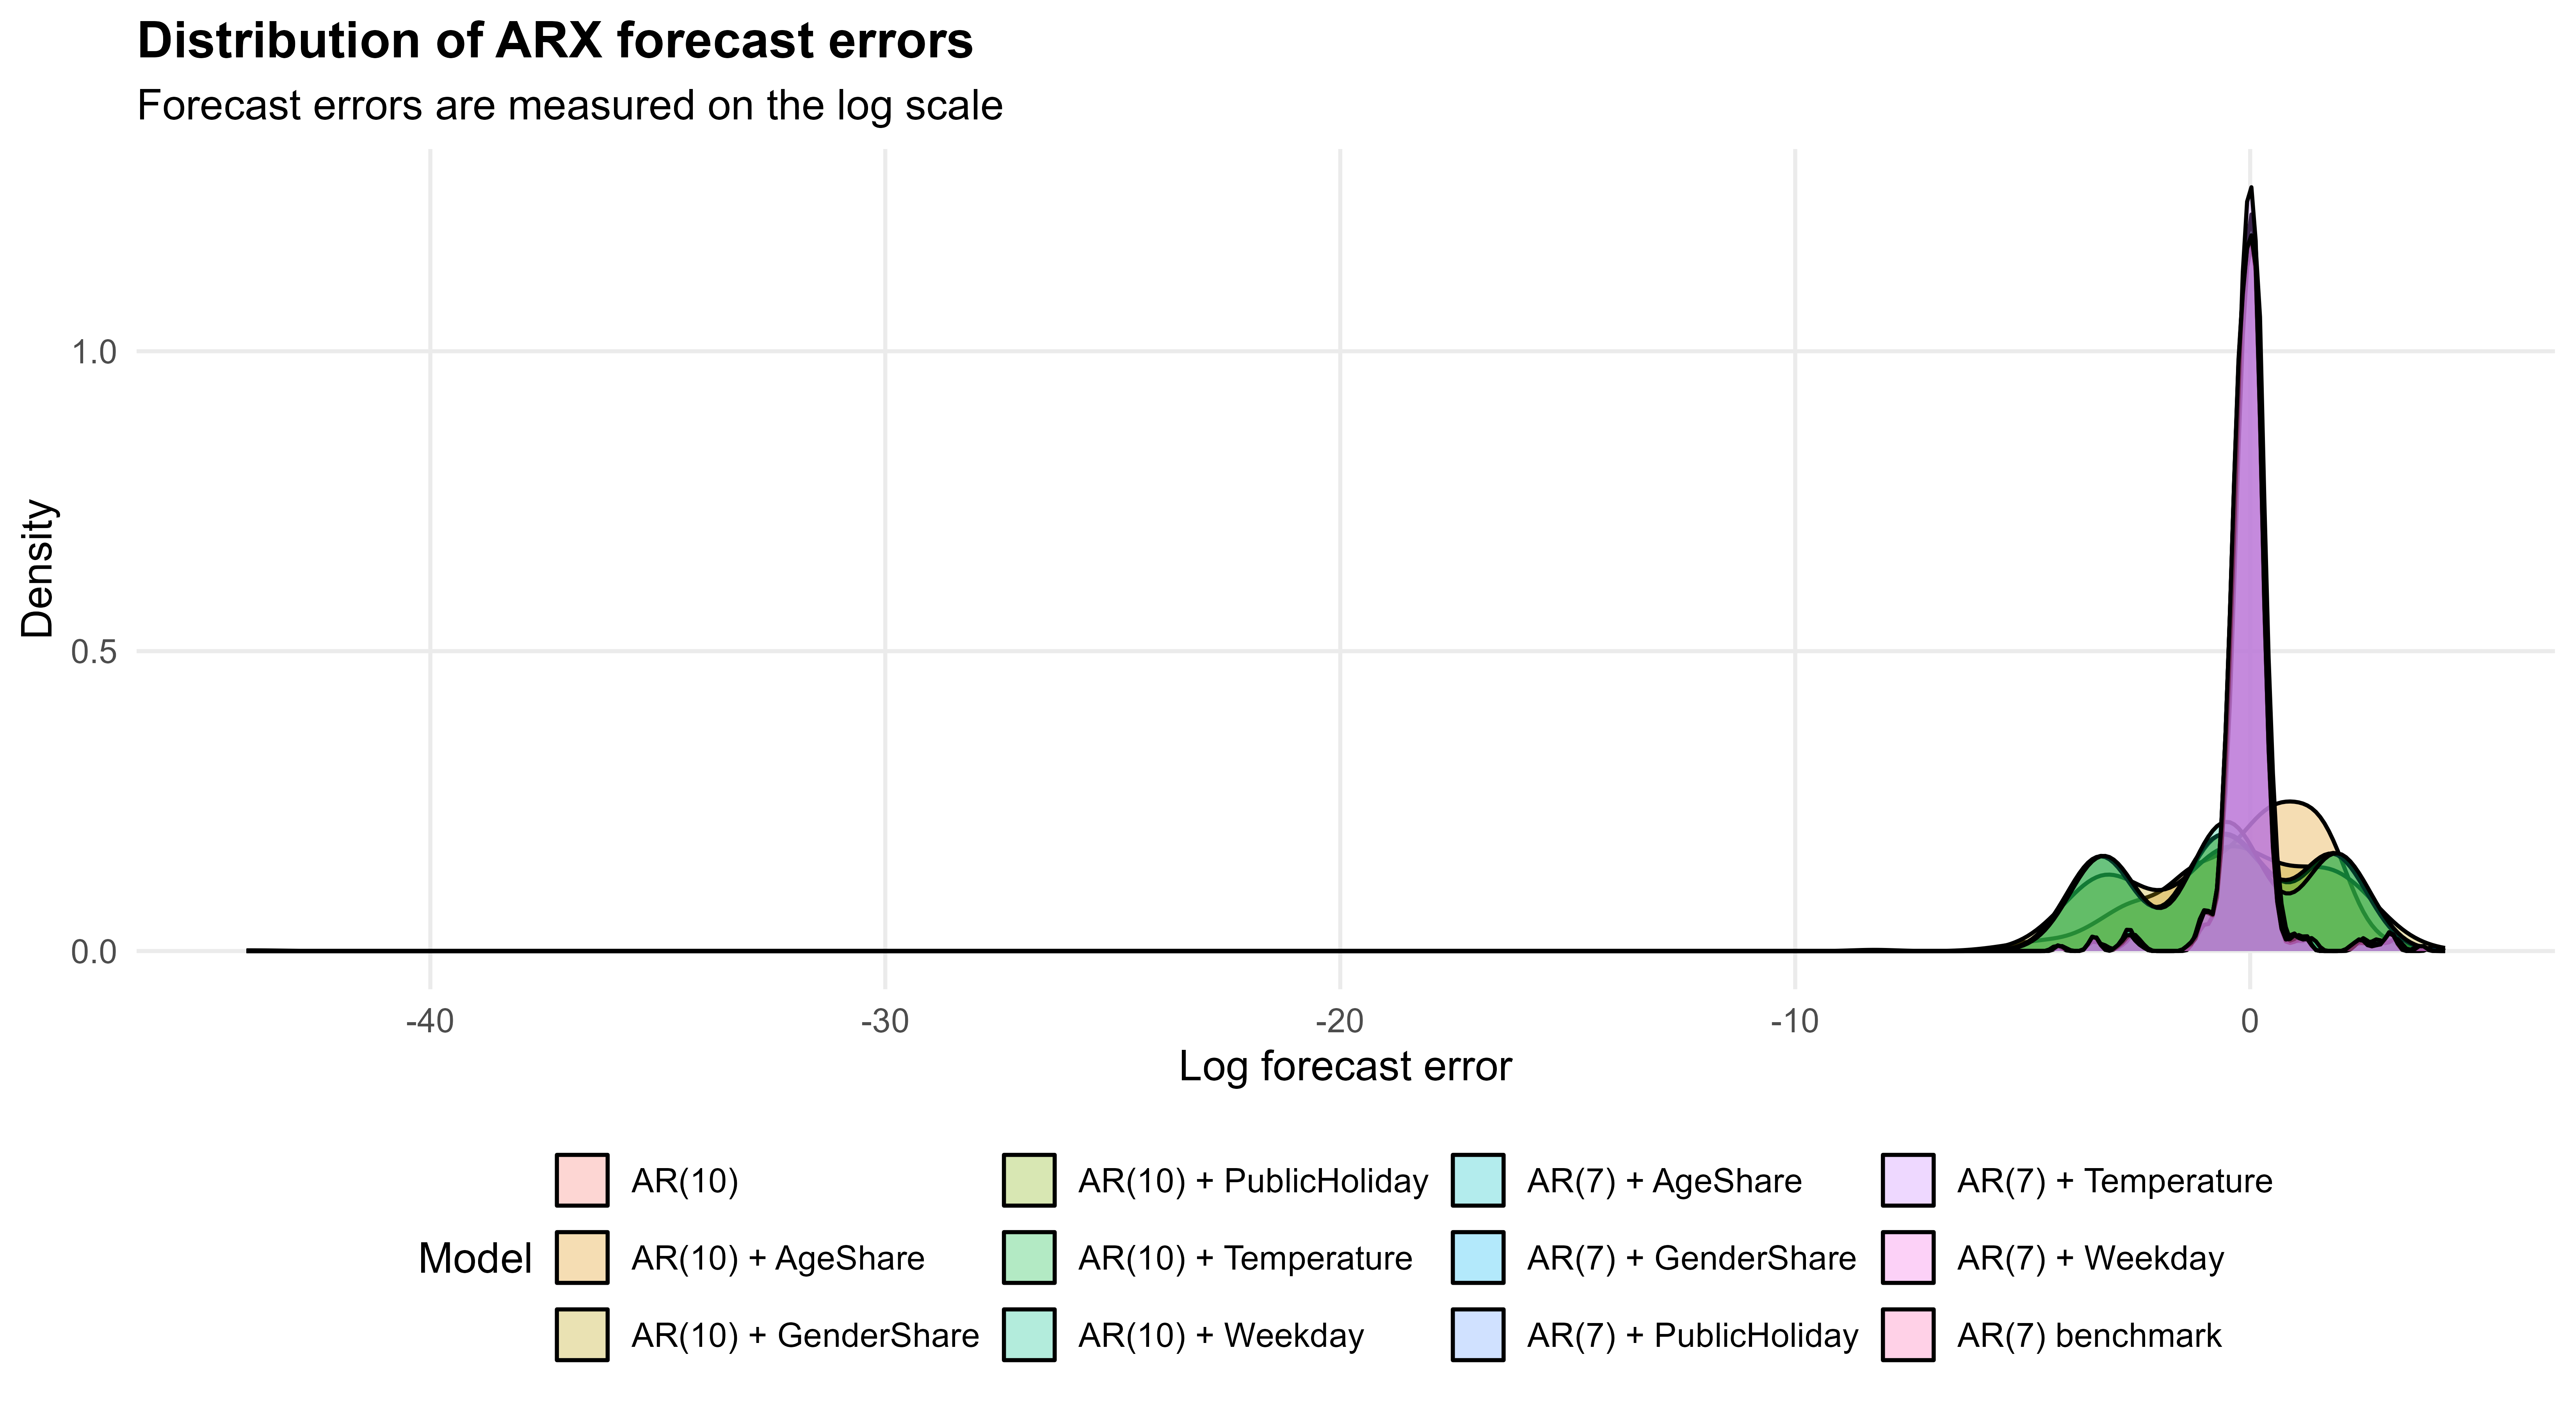 Distribution of ARX forecast errors
Forecast errors are measured on the log scale
Density
1.0
0.5
0.0
-40
-30
-20
-10
0
Log forecast error
Model
AR(10)
AR(10) + AgeShare
AR(10) + GenderShare
AR(10) + PublicHoliday
AR(10) + Temperature
AR(10) + Weekday
AR(7) + AgeShare
AR(7) + GenderShare
AR(7) + PublicHoliday
AR(7) + Temperature
AR(7) + Weekday
AR(7) benchmark